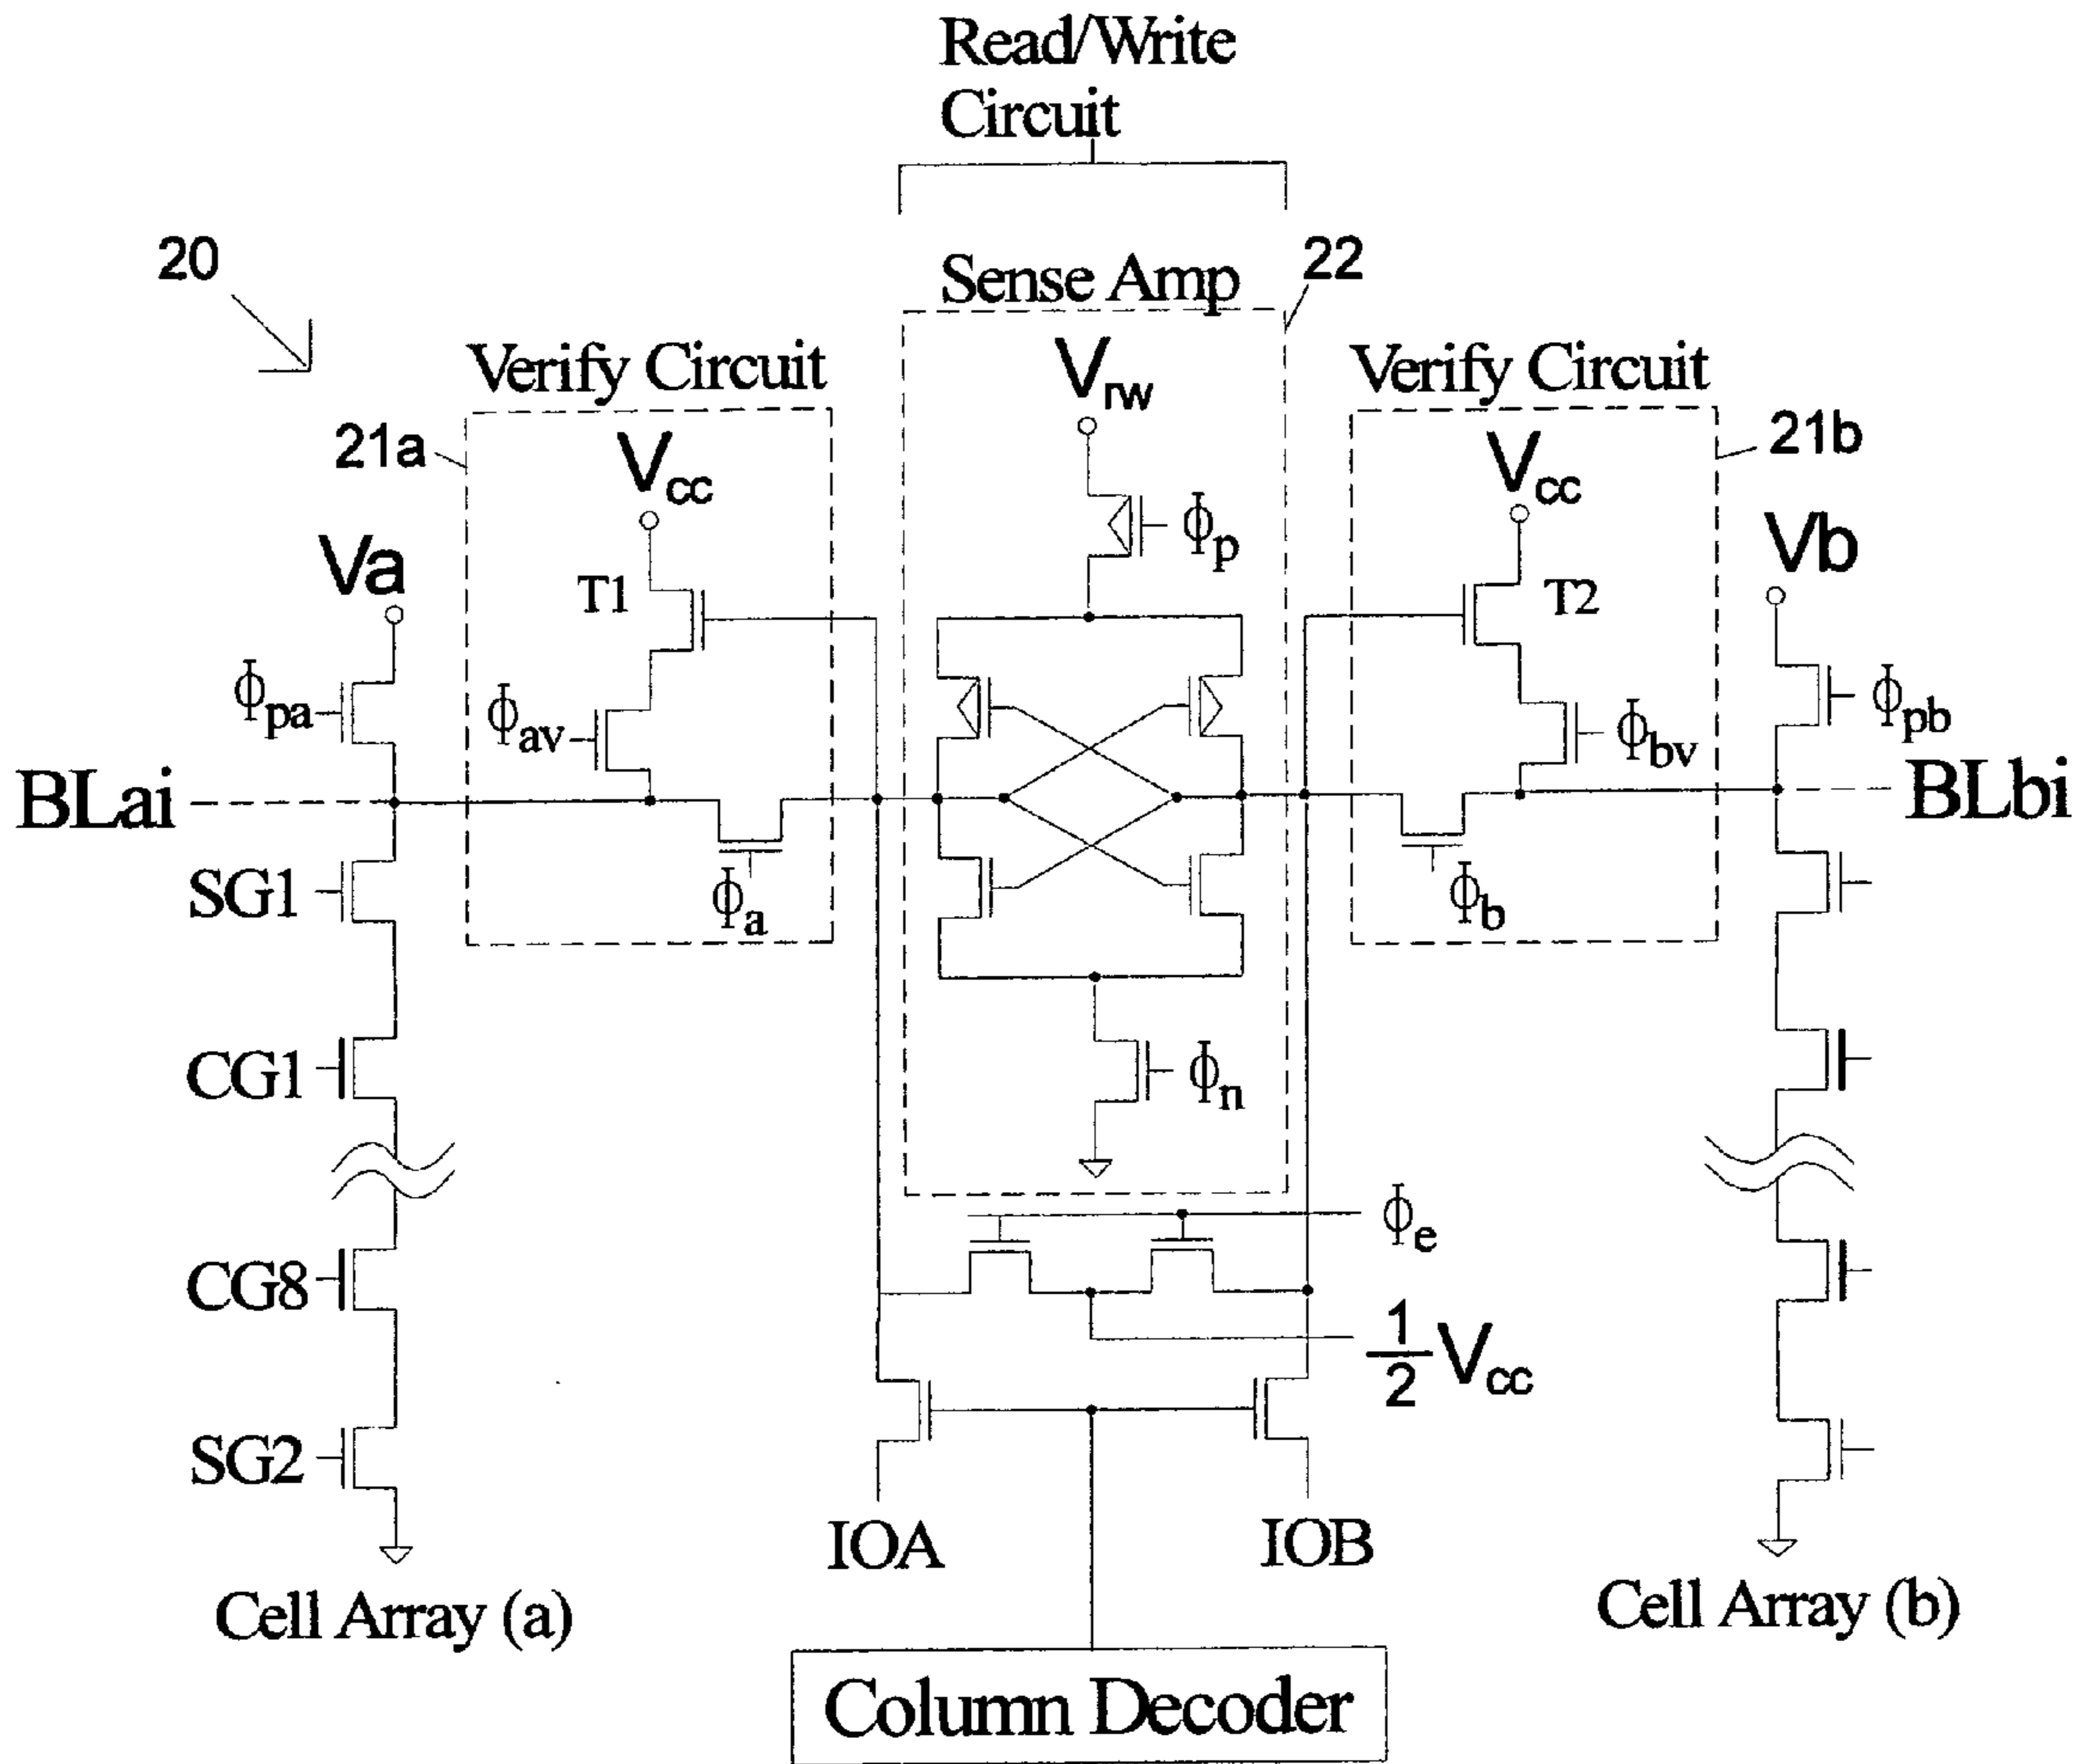 Read/Write
Circuit
20
Sense Amp
22
Verify Circuit
Verify Circuit
21a
21b
Vcc
Vrw
Vcc
Va
Vb
T1
ϕp
T2
ϕpa
ϕav
ϕbv
ϕpb
BLai
BLbi
SG1
ϕa
ϕb
CG1
ϕn
ϕe
CG8
1/2 Vcc
SG2
IOA
IOB
Cell Array (a)
Cell Array (b)
Column Decoder